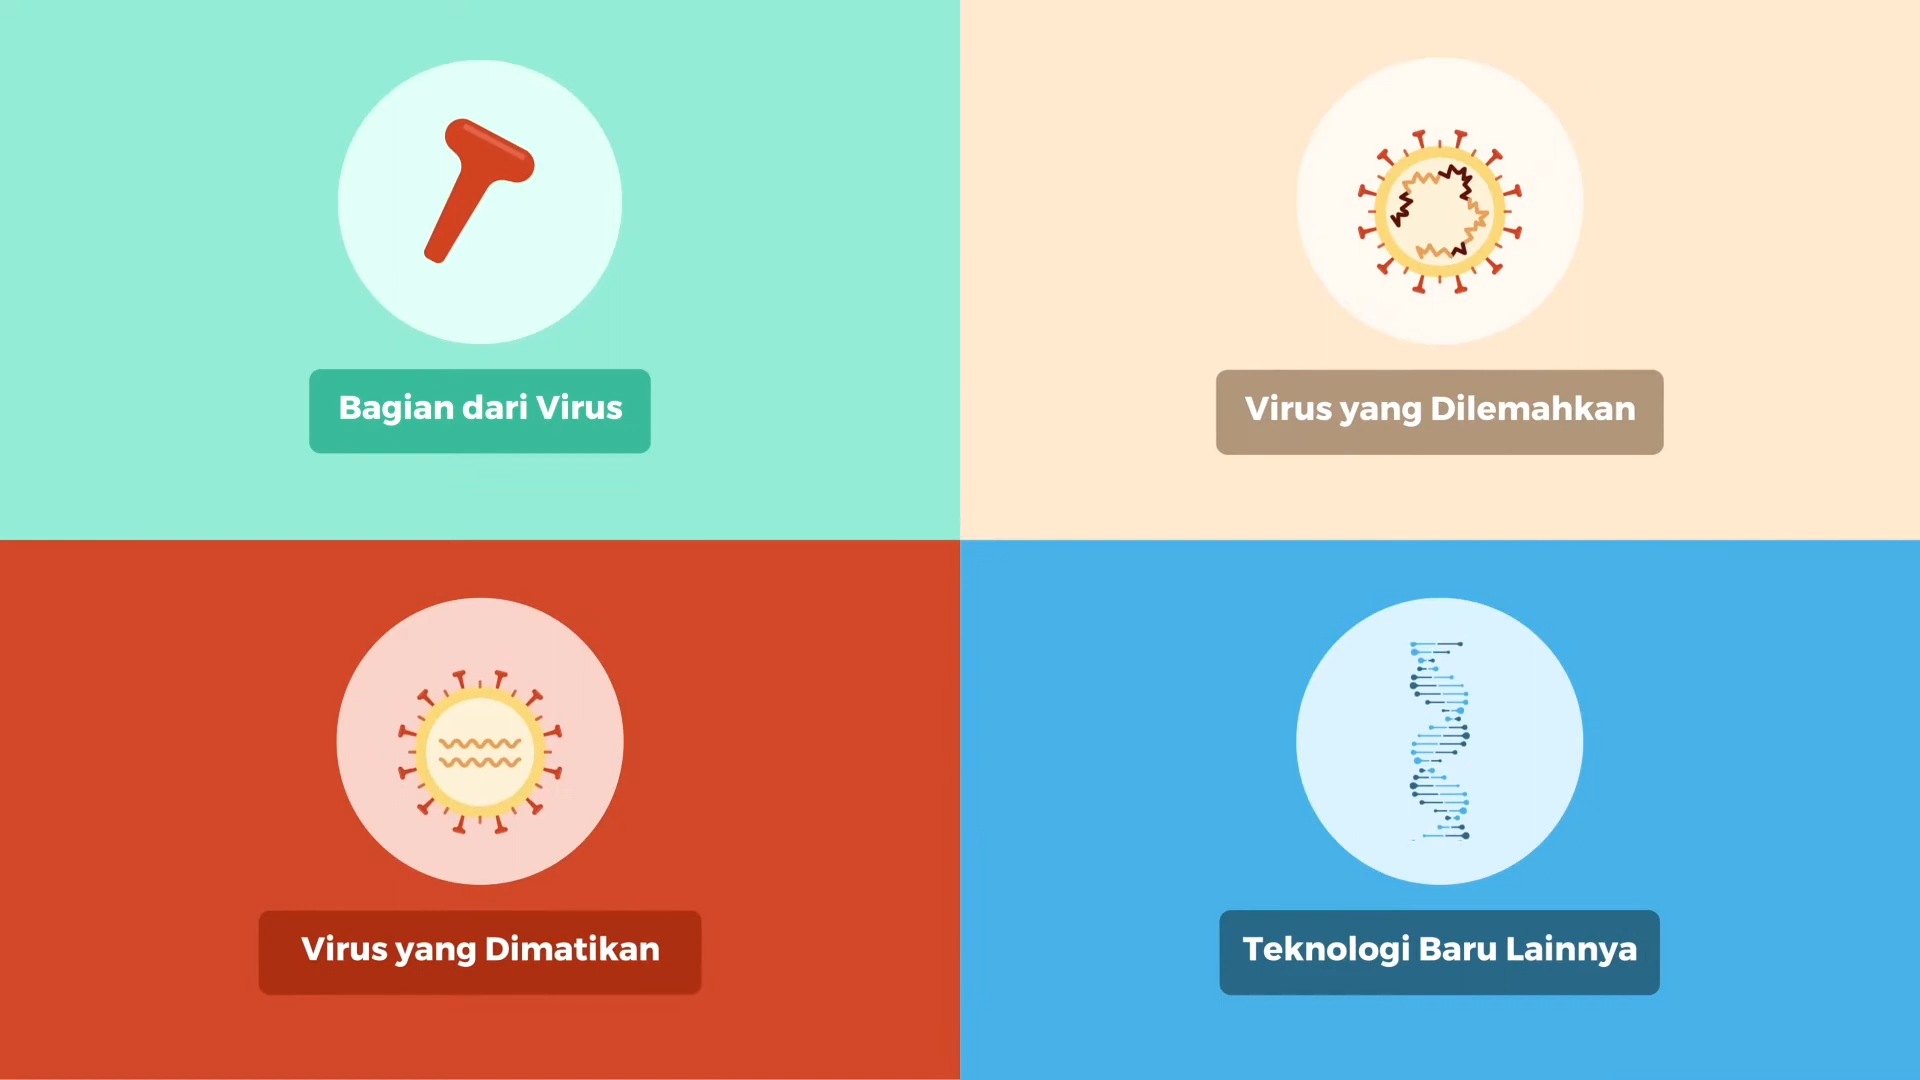 Bagian dari Virus
Virus yang Dilemahkan
Virus yang Dimatikan
Teknologi Baru Lainnya